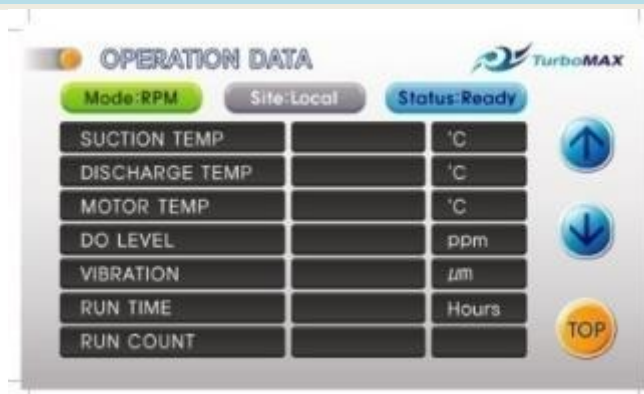 OPERATION DATA
TurboMAX
Mode:RPM Site:Local Status:Ready
SUCTION TEMP °C
DISCHARGE TEMP °C
MOTOR TEMP °C
DO LEVEL ppm
VIBRATION μm
RUN TIME Hours
RUN COUNT
TOP